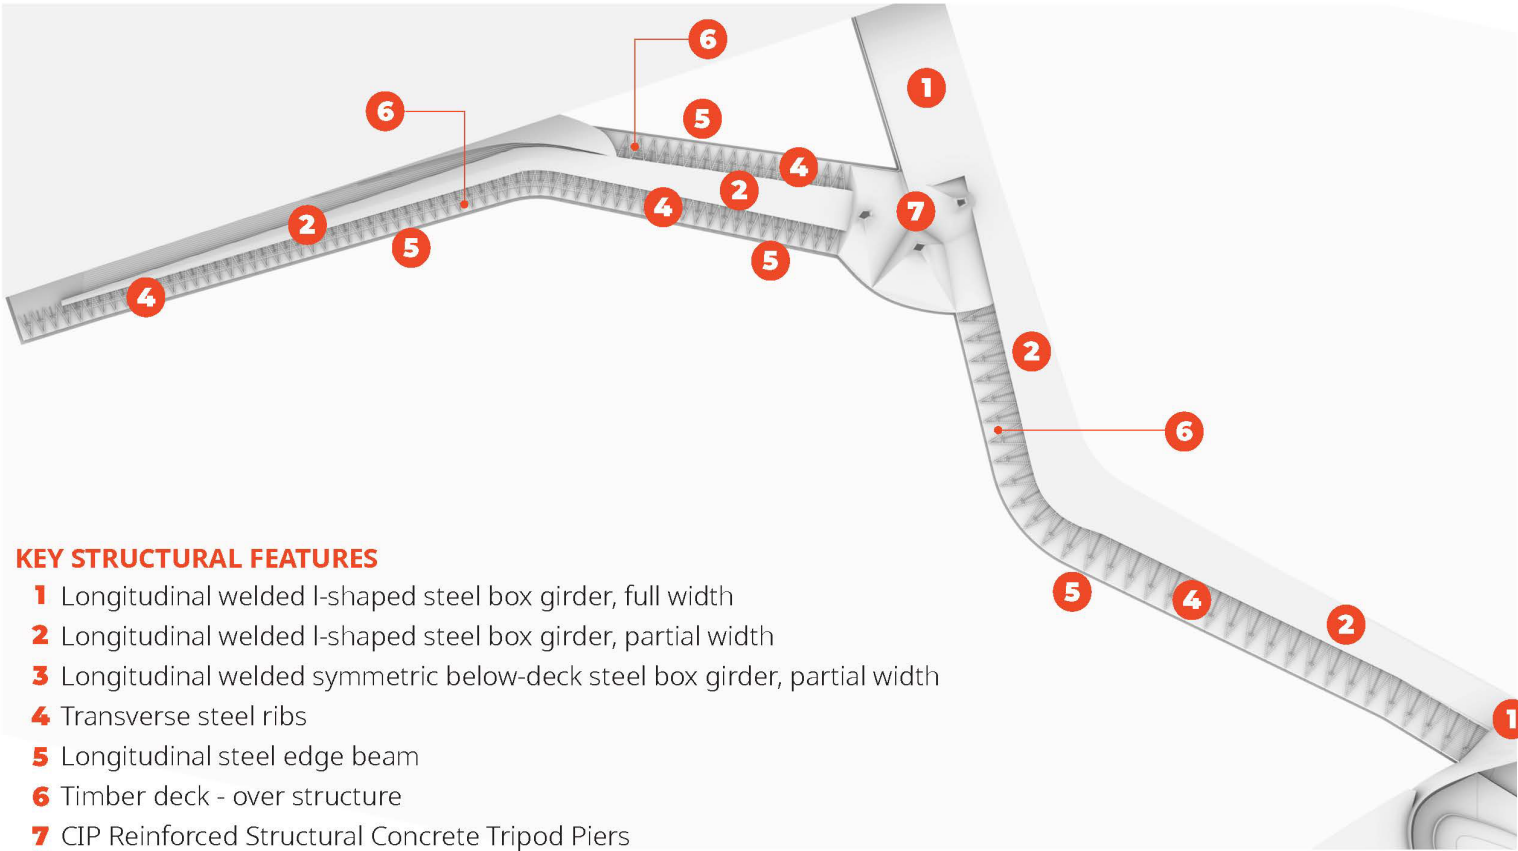 6
1
6
5
4
2
4
7
2
5
5
4
2
6
5
4
2
1
KEY STRUCTURAL FEATURES
1 Longitudinal welded l-shaped steel box girder, full width
2 Longitudinal welded l-shaped steel box girder, partial width
3 Longitudinal welded symmetric below-deck steel box girder, partial width
4 Transverse steel ribs
5 Longitudinal steel edge beam
6 Timber deck - over structure
7 CIP Reinforced Structural Concrete Tripod Piers